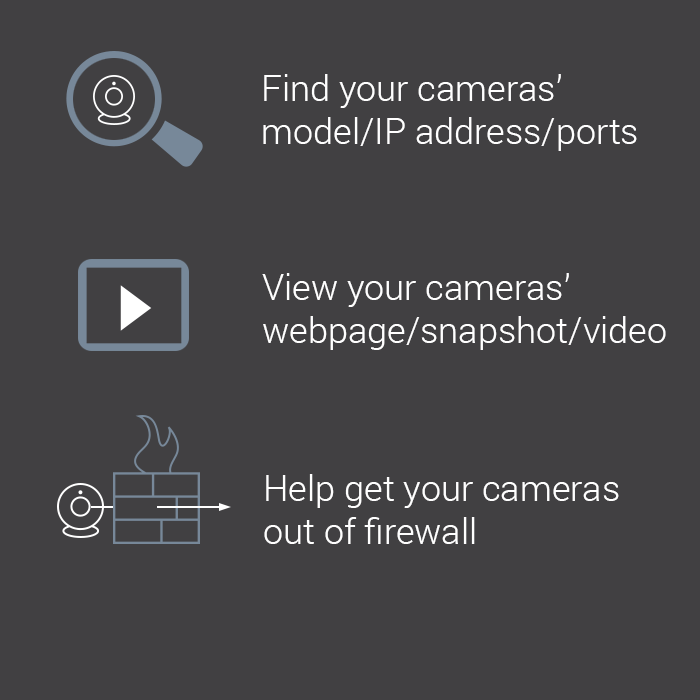 Find your cameras’
model/IP address/ports
View your cameras’
webpage/snapshot/video
Help get your cameras
out of firewall